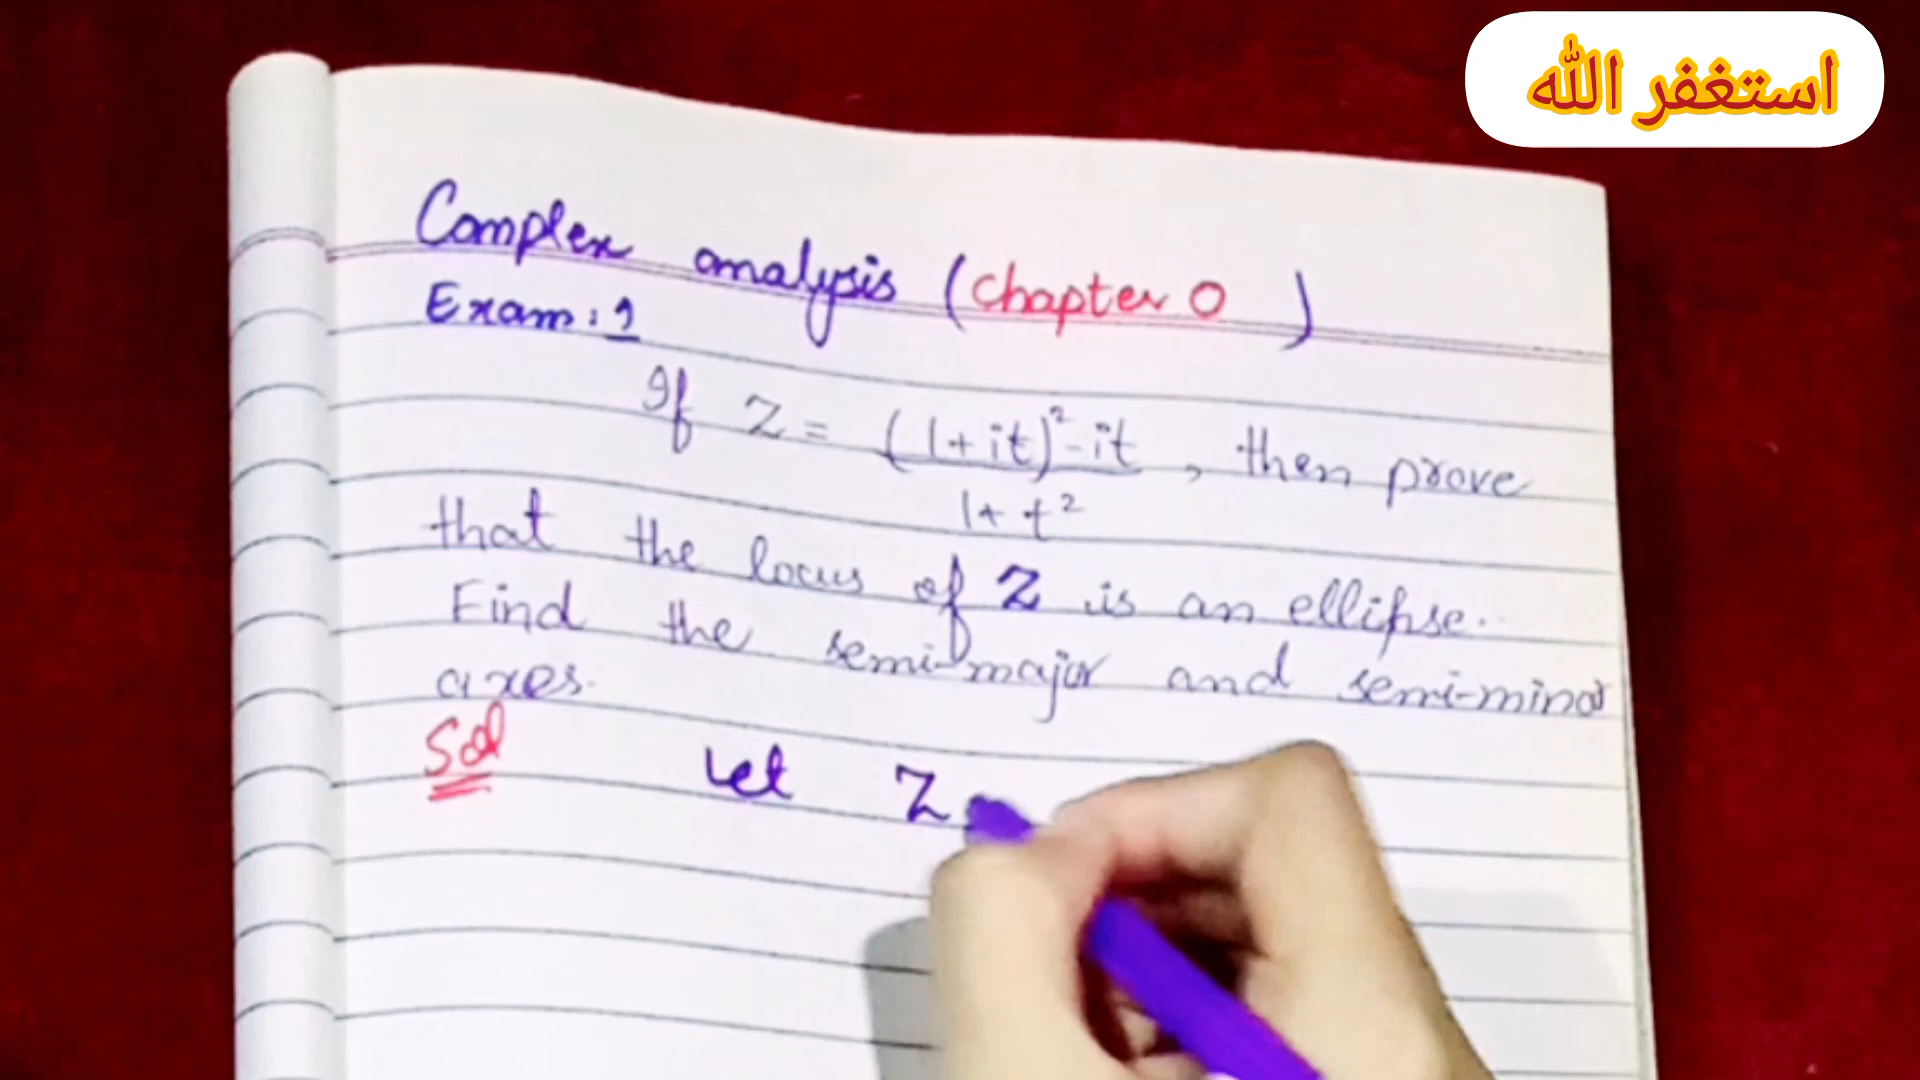 استغفر الله
Complex analysis (Chapter 0 )
Exam: 1
If Z = (1+it)²-it / 1+t² , then prove
that the locus of Z is an ellipse.
Find the semi-major and semi-minor
axes.
Sol Let Z